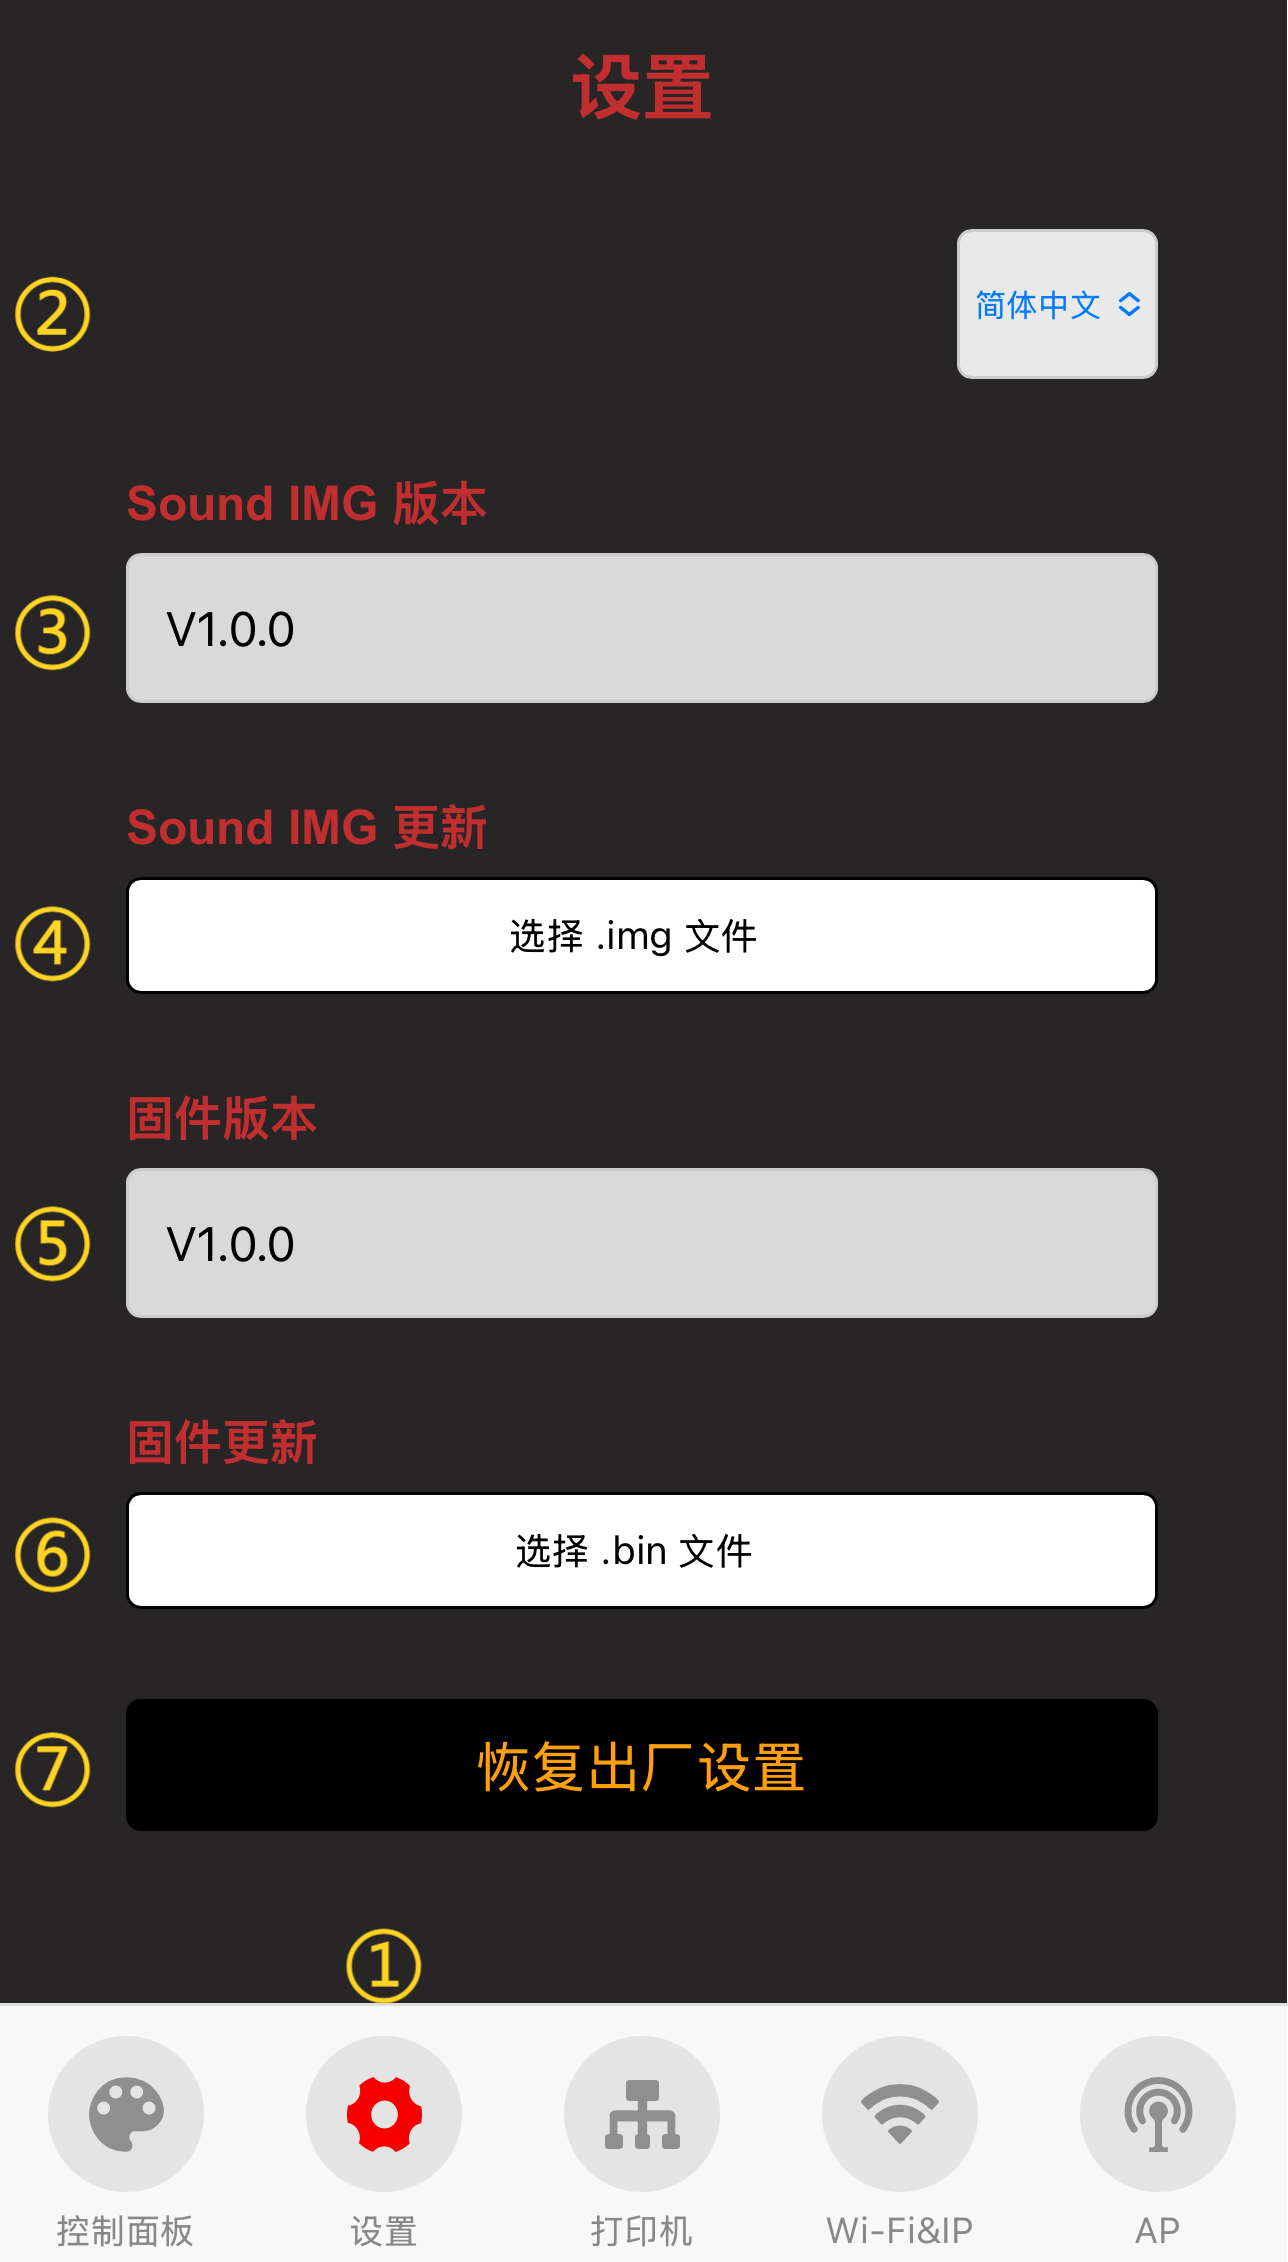 设置
②
简体中文
Sound IMG 版本
③
V1.0.0
Sound IMG 更新
④
选择 .img 文件
固件版本
⑤
V1.0.0
固件更新
⑥
选择 .bin 文件
⑦
恢复出厂设置
①
控制面板
设置
打印机
Wi-Fi&IP
AP